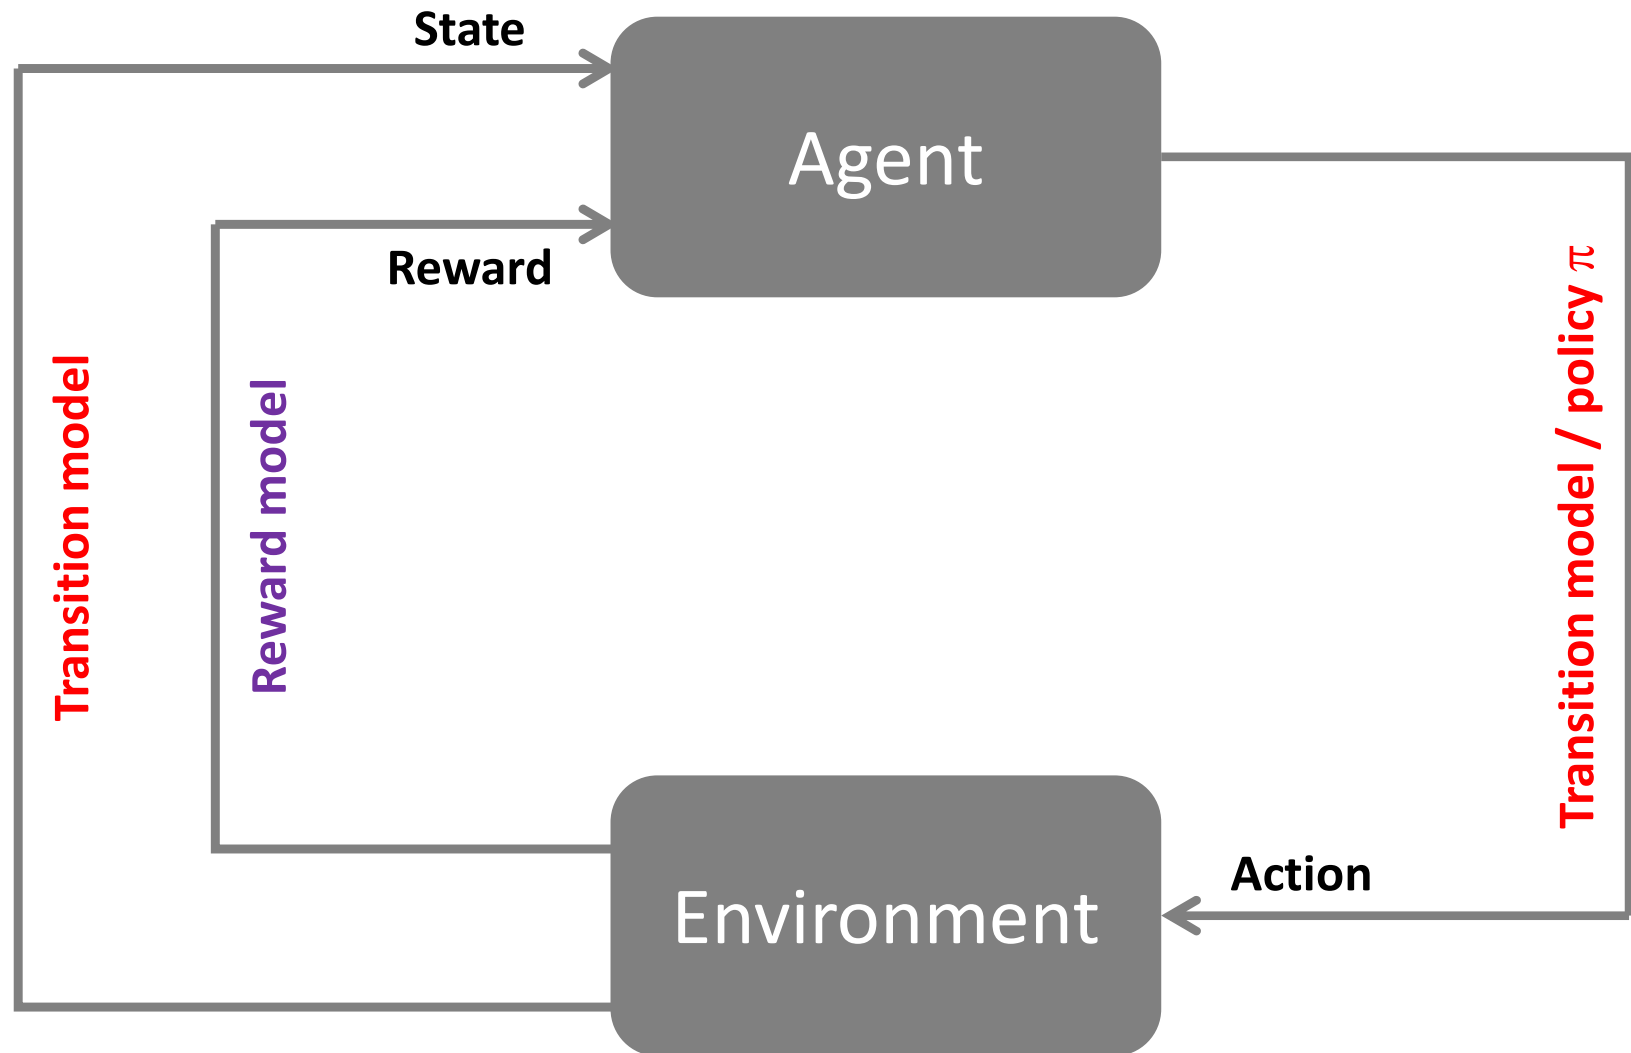 State
Agent
Reward
Transition model
Reward model
Transition model / policy π
Action
Environment